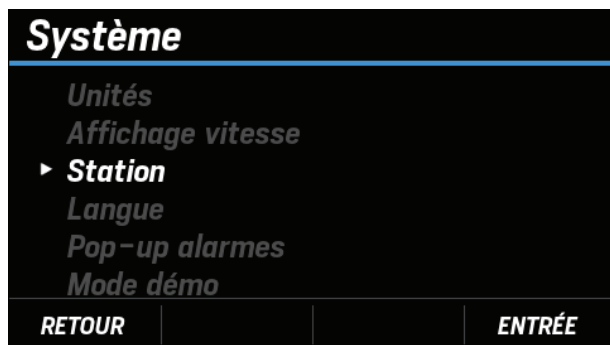 Système
Unités
Affichage vitesse
Station
Langue
Pop-up alarmes
Mode démo
RETOUR
ENTRÉE